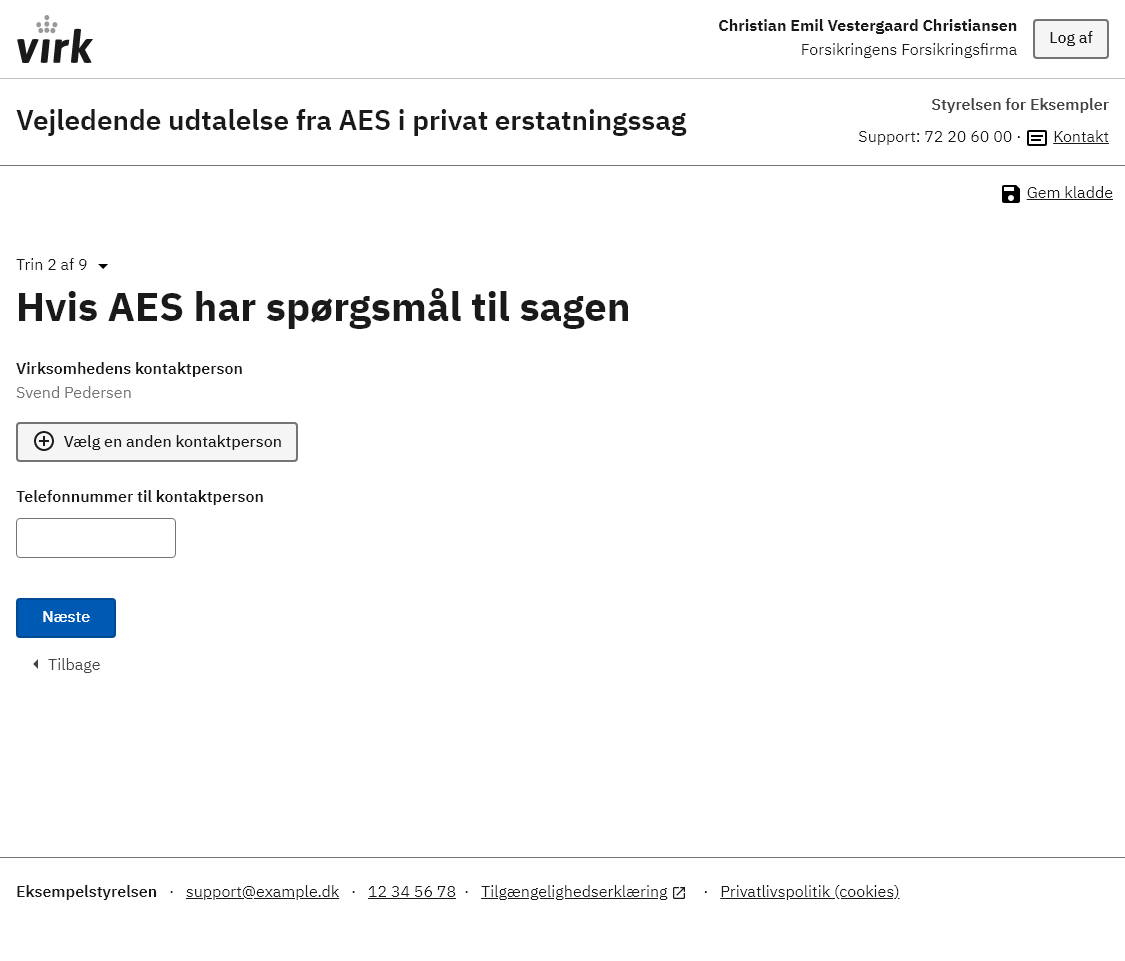 virk
Christian Emil Vestergaard Christiansen
Forsikringens Forsikringsfirma
Log af
Vejledende udtalelse fra AES i privat erstatningssag
Styrelsen for Eksempler
Support: 72 20 60 00 · Kontakt
Gem kladde
Trin 2 af 9
Hvis AES har spørgsmål til sagen
Virksomhedens kontaktperson
Svend Pedersen
Vælg en anden kontaktperson
Telefonnummer til kontaktperson
Næste
Tilbage
Eksempelstyrelsen · support@example.dk · 12 34 56 78 · Tilgængelighedserklæring · Privatlivspolitik (cookies)